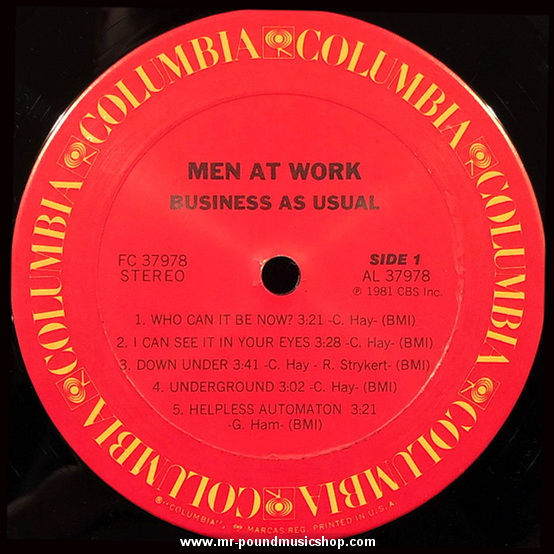 COLUMBIA COLUMBIA COLUMBIA COLUMBIA COLUMBIA COLUMBIA
MEN AT WORK
BUSINESS AS USUAL
FC 37978
STEREO
SIDE 1
AL 37978
℗ 1981 CBS Inc.
1. WHO CAN IT BE NOW? 3:21 -C. Hay- (BMI)
2. I CAN SEE IT IN YOUR EYES 3:28 -C. Hay- (BMI)
3. DOWN UNDER 3:41 -C. Hay - R. Strykert- (BMI)
4. UNDERGROUND 3:02 -C. Hay- (BMI)
5. HELPLESS AUTOMATON 3:21
-G. Ham- (BMI)
® "COLUMBIA", MARCAS REG. PRINTED IN U.S.A.
www.mr-poundmusicshop.com